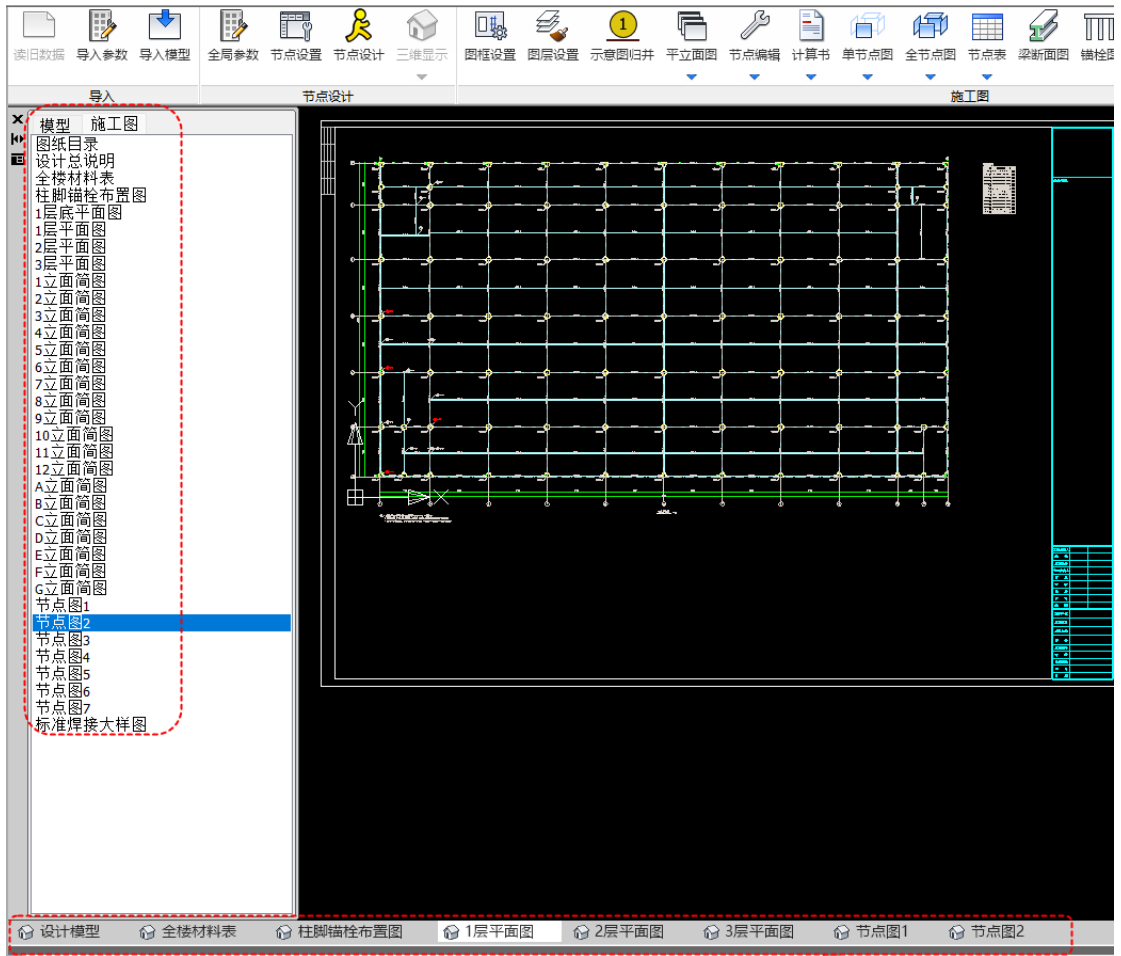 读旧数据 导入参数 导入模型 全局参数 节点设置 节点设计 三维显示 图框设置 图层设置 示意图归并 平立面图 节点编辑 计算书 单节点图 全节点图 节点表 梁断面图 锚栓图
1
导入 节点设计 施工图
模型 施工图
图纸目录
设计总说明
全楼材料表
柱脚锚栓布置图
1层底平面图
1层平面图
2层平面图
3层平面图
1立面简图
2立面简图
3立面简图
4立面简图
5立面简图
6立面简图
7立面简图
8立面简图
9立面简图
10立面简图
11立面简图
12立面简图
A立面简图
B立面简图
C立面简图
D立面简图
E立面简图
F立面简图
G立面简图
节点图1
节点图2
节点图3
节点图4
节点图5
节点图6
节点图7
标准焊接大样图
Y
X
设计模型 全楼材料表 柱脚锚栓布置图 1层平面图 2层平面图 3层平面图 节点图1 节点图2